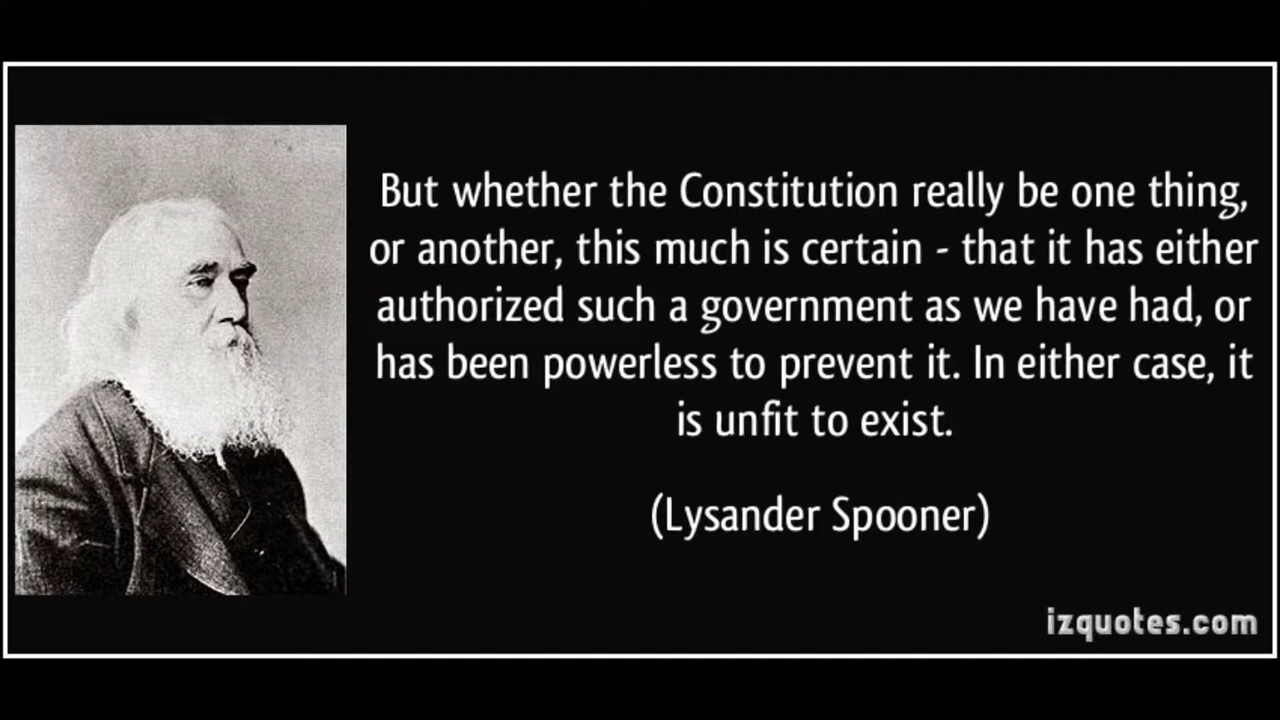 But whether the Constitution really be one thing,
or another, this much is certain - that it has either
authorized such a government as we have had, or
has been powerless to prevent it. In either case, it
is unfit to exist.
(Lysander Spooner)
izquotes.com